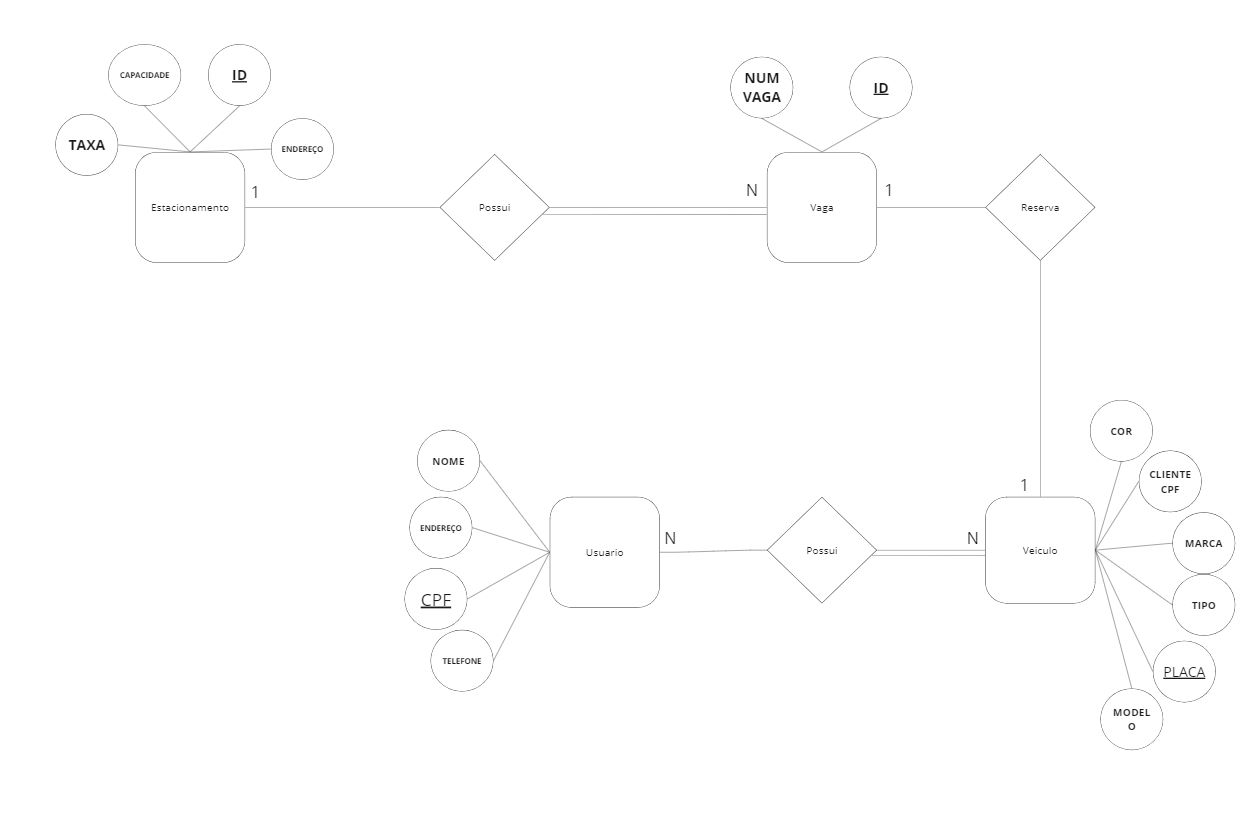 CAPACIDADE
ID
TAXA
ENDEREÇO
NUM
VAGA
ID
Estacionamento
1
Possui
N
Vaga
1
Reserva
COR
CLIENTE
CPF
NOME
1
ENDEREÇO
Usuario
N
Possui
N
Veículo
MARCA
CPF
TIPO
TELEFONE
PLACA
MODEL
O